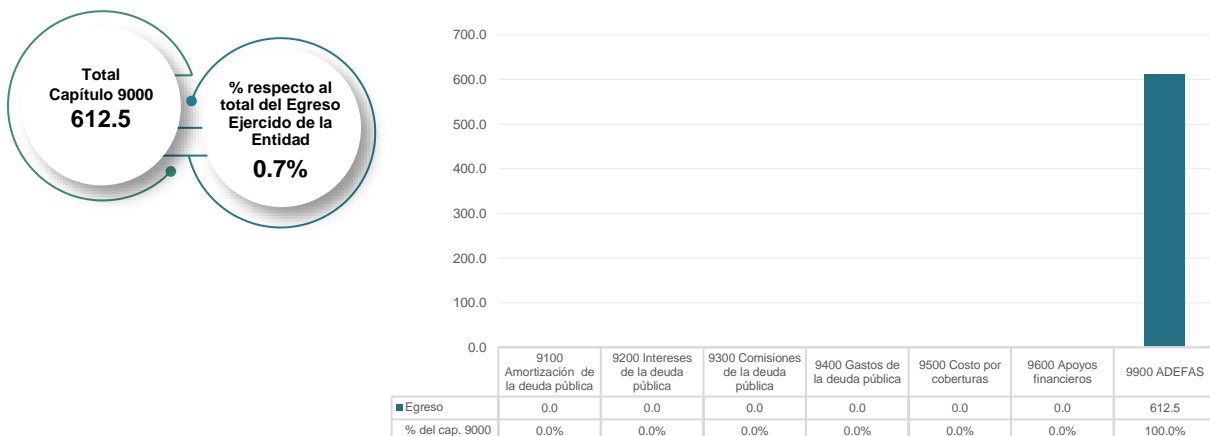 Total
Capítulo 9000
612.5
% respecto al
total del Egreso
Ejercido de la
Entidad
0.7%
700.0
600.0
500.0
400.0
300.0
200.0
100.0
0.0
9100
Amortización de
la deuda pública
9200 Intereses
de la deuda
pública
9300 Comisiones
de la deuda
pública
9400 Gastos de
la deuda pública
9500 Costo por
coberturas
9600 Apoyos
financieros
9900 ADEFAS
Egreso 0.0 0.0 0.0 0.0 0.0 0.0 612.5
% del cap. 9000 0.0% 0.0% 0.0% 0.0% 0.0% 0.0% 100.0%